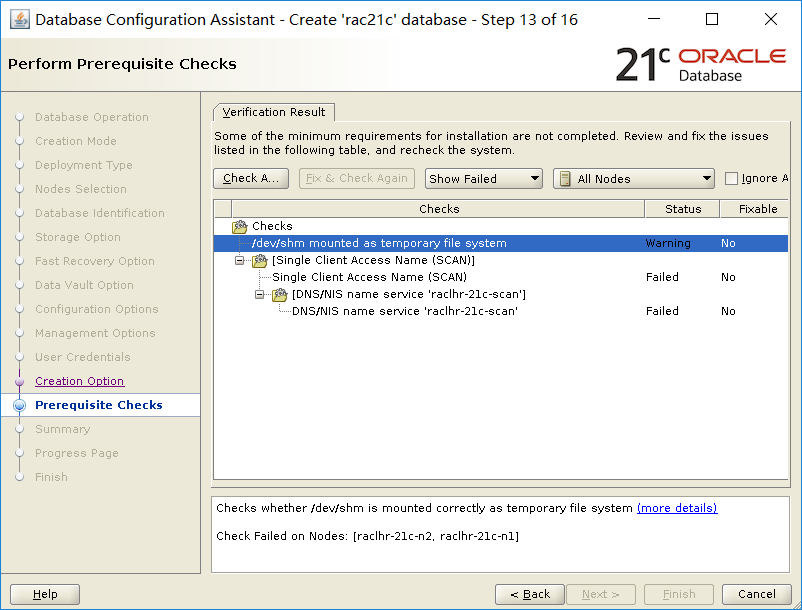 Database Configuration Assistant - Create 'rac21c' database - Step 13 of 16
Perform Prerequisite Checks
21c ORACLE
Database
Database Operation
Creation Mode
Deployment Type
Nodes Selection
Database Identification
Storage Option
Fast Recovery Option
Data Vault Option
Configuration Options
Management Options
User Credentials
Creation Option
Prerequisite Checks
Summary
Progress Page
Finish
Verification Result
Some of the minimum requirements for installation are not completed. Review and fix the issues
listed in the following table, and recheck the system.
Check A... Fix & Check Again Show Failed All Nodes Ignore A
Checks Status Fixable
Checks
/dev/shm mounted as temporary file system Warning No
[Single Client Access Name (SCAN)]
Single Client Access Name (SCAN) Failed No
[DNS/NIS name service 'raclhr-21c-scan']
DNS/NIS name service 'raclhr-21c-scan' Failed No
Checks whether /dev/shm is mounted correctly as temporary file system (more details)
Check Failed on Nodes: [raclhr-21c-n2, raclhr-21c-n1]
Help < Back Next > Finish Cancel